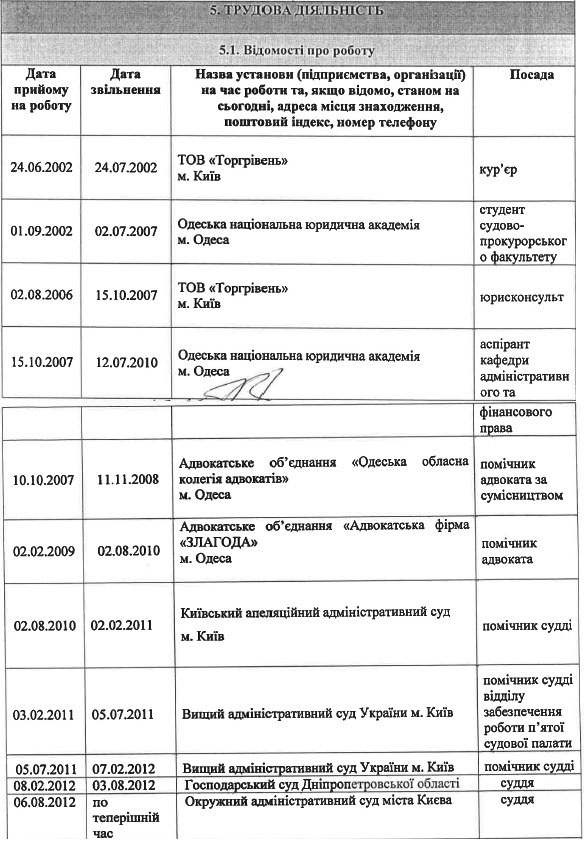 5. ТРУДОВА ДІЯЛЬНІСТЬ
5.1. Відомості про роботу
Дата
прийому
на роботу
Дата
звільнення
Назва установи (підприємства, організації)
на час роботи та, якщо відомо, станом на
сьогодні, адреса місця знаходження,
поштовий індекс, номер телефону
Посада
24.06.2002
24.07.2002
ТОВ «Торгрівень»
м. Київ
кур’єр
01.09.2002
02.07.2007
Одеська національна юридична академія
м. Одеса
студент
судово-
прокурорськог
о факультету
02.08.2006
15.10.2007
ТОВ «Торгрівень»
м. Київ
юрисконсульт
15.10.2007
12.07.2010
Одеська національна юридична академія
м. Одеса
аспірант
кафедри
адміністративн
ого та
фінансового
права
10.10.2007
11.11.2008
Адвокатське об’єднання «Одеська обласна
колегія адвокатів»
м. Одеса
помічник
адвоката за
сумісництвом
02.02.2009
02.08.2010
Адвокатське об’єднання «Адвокатська фірма
«ЗЛАГОДА»
м. Одеса
помічник
адвоката
02.08.2010
02.02.2011
Київський апеляційний адміністративний суд
м. Київ
помічник судді
03.02.2011
05.07.2011
Вищий адміністративний суд України м. Київ
помічник судді
відділу
забезпечення
роботи п’ятої
судової палати
05.07.2011
07.02.2012
Вищий адміністративний суд України м. Київ
помічник судді
08.02.2012
03.08.2012
Господарський суд Дніпропетровської області
суддя
06.08.2012
по
теперішній
час
Окружний адміністративний суд міста Києва
суддя